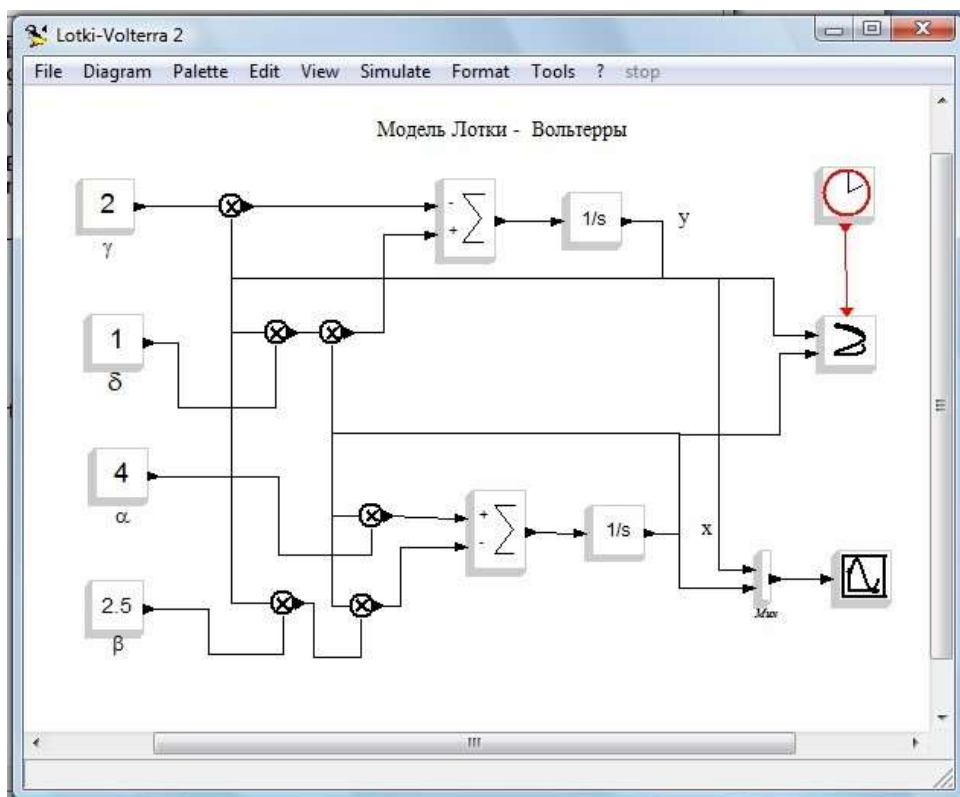 Lotki-Volterra 2
File Diagram Palette Edit View Simulate Format Tools ? stop
Модель Лотки - Вольтерры
2
γ
- + Σ
1/s
y
1
δ
4
α
+ - Σ
1/s
x
2.5
β
Mux